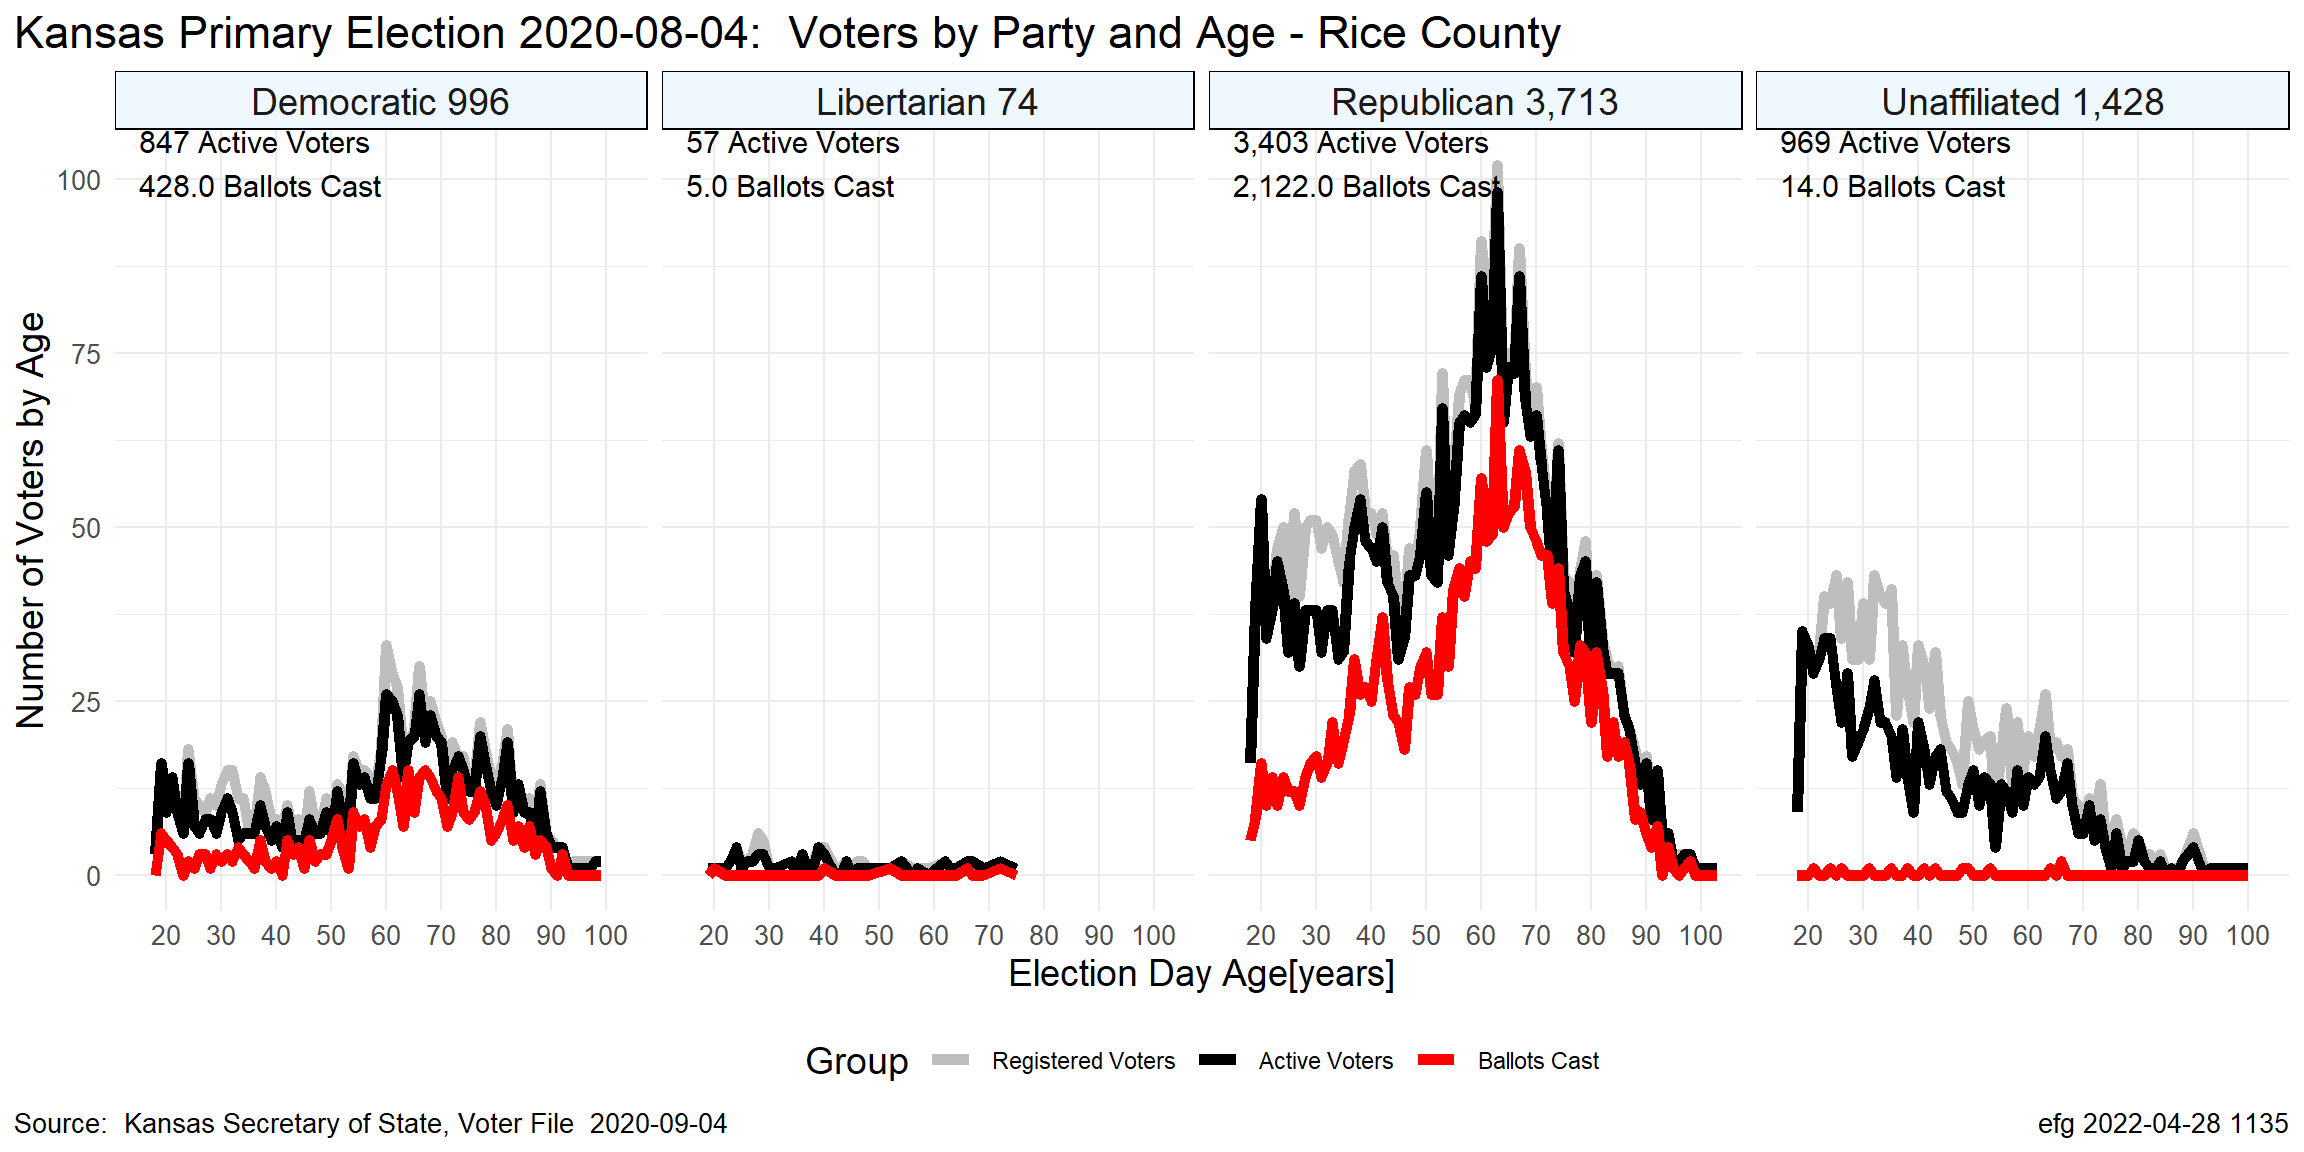 Kansas Primary Election 2020-08-04:  Voters by Party and Age - Rice County
Democratic 996
Libertarian 74
Republican 3,713
Unaffiliated 1,428
847 Active Voters
428.0 Ballots Cast
57 Active Voters
5.0 Ballots Cast
3,403 Active Voters
2,122.0 Ballots Cast
969 Active Voters
14.0 Ballots Cast
Number of Voters by Age
100
75
50
25
0
20 30 40 50 60 70 80 90 100
20 30 40 50 60 70 80 90 100
20 30 40 50 60 70 80 90 100
20 30 40 50 60 70 80 90 100
Election Day Age[years]
Group Registered Voters Active Voters Ballots Cast
Source:  Kansas Secretary of State, Voter File  2020-09-04
efg 2022-04-28 1135